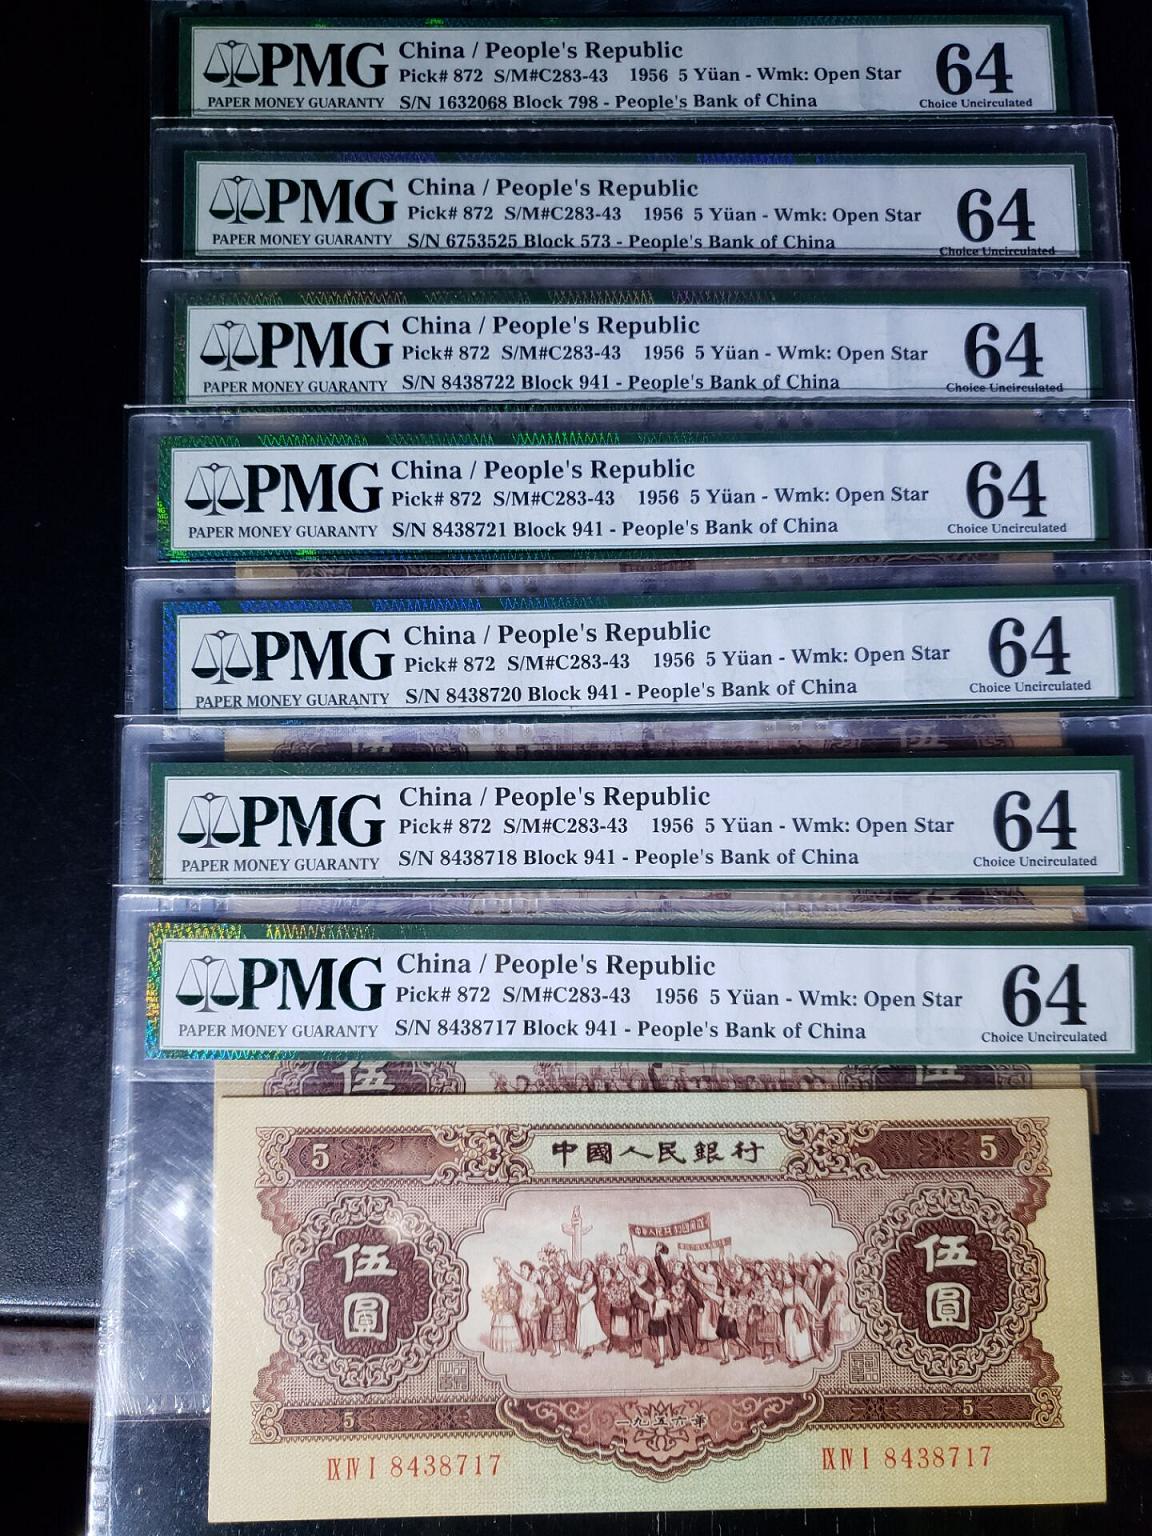 PMG
PAPER MONEY GUARANTY
China / People's Republic
Pick# 872 S/M#C283-43 1956 5 Yüan - Wmk: Open Star
S/N 1632068 Block 798 - People's Bank of China
64
Choice Uncirculated
PMG
PAPER MONEY GUARANTY
China / People's Republic
Pick# 872 S/M#C283-43 1956 5 Yüan - Wmk: Open Star
S/N 6753525 Block 573 - People's Bank of China
64
Choice Uncirculated
PMG
PAPER MONEY GUARANTY
China / People's Republic
Pick# 872 S/M#C283-43 1956 5 Yüan - Wmk: Open Star
S/N 8438722 Block 941 - People's Bank of China
64
Choice Uncirculated
PMG
PAPER MONEY GUARANTY
China / People's Republic
Pick# 872 S/M#C283-43 1956 5 Yüan - Wmk: Open Star
S/N 8438721 Block 941 - People's Bank of China
64
Choice Uncirculated
PMG
PAPER MONEY GUARANTY
China / People's Republic
Pick# 872 S/M#C283-43 1956 5 Yüan - Wmk: Open Star
S/N 8438720 Block 941 - People's Bank of China
64
Choice Uncirculated
PMG
PAPER MONEY GUARANTY
China / People's Republic
Pick# 872 S/M#C283-43 1956 5 Yüan - Wmk: Open Star
S/N 8438718 Block 941 - People's Bank of China
64
Choice Uncirculated
PMG
PAPER MONEY GUARANTY
China / People's Republic
Pick# 872 S/M#C283-43 1956 5 Yüan - Wmk: Open Star
S/N 8438717 Block 941 - People's Bank of China
64
Choice Uncirculated
伍 伍
5 中國人民銀行 5
伍圓
伍圓
5 一九五六年 5
IX IV I 8438717
IX IV I 8438717